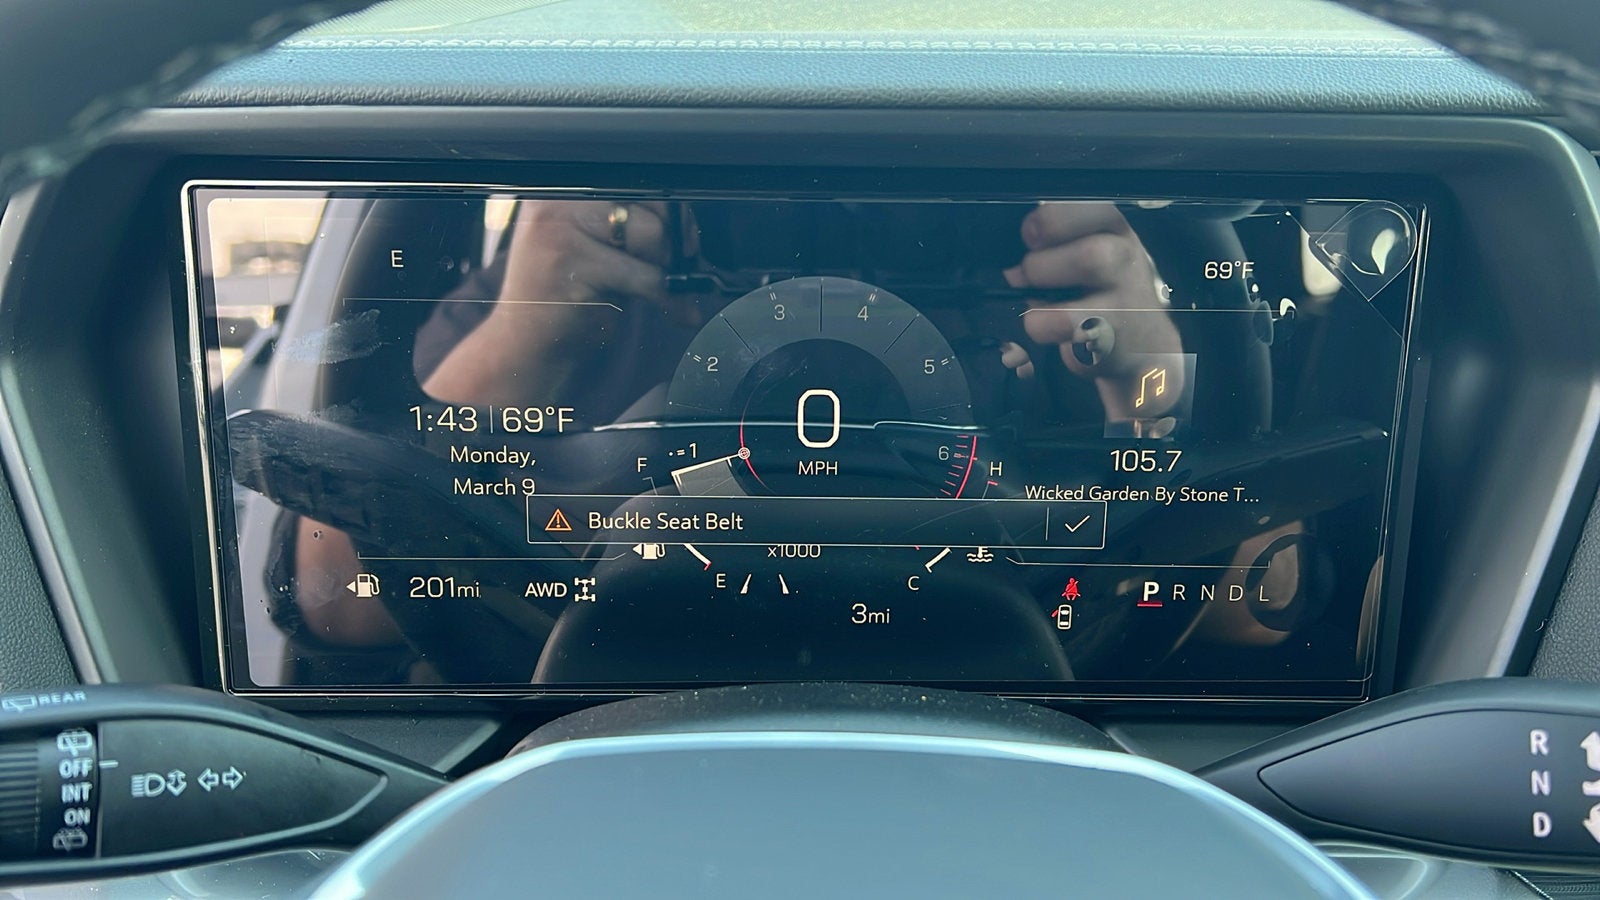 E
69°F
3 4
2 5
1 6
0
MPH
1:43 | 69°F
Monday,
March 9
F
H
105.7
Wicked Garden By Stone T...
Buckle Seat Belt
x1000
E
C
201mi
AWD
3mi
P R N D L
REAR
OFF
INT
ON
R
N
D